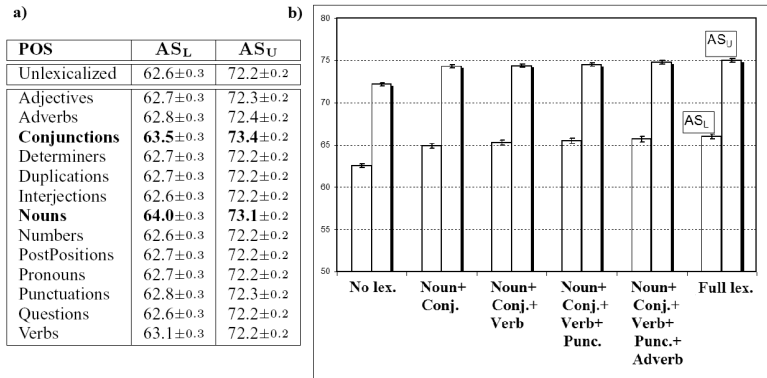 a)
POS AS_L AS_U
Unlexicalized 62.6±0.3 72.2±0.2
Adjectives 62.7±0.3 72.3±0.2
Adverbs 62.8±0.3 72.4±0.2
Conjunctions 63.5±0.3 73.4±0.2
Determiners 62.7±0.3 72.2±0.2
Duplications 62.7±0.3 72.2±0.2
Interjections 62.6±0.3 72.2±0.2
Nouns 64.0±0.3 73.1±0.2
Numbers 62.6±0.3 72.2±0.2
PostPositions 62.7±0.3 72.2±0.2
Pronouns 62.7±0.3 72.2±0.2
Punctuations 62.8±0.3 72.3±0.2
Questions 62.6±0.3 72.2±0.2
Verbs 63.1±0.3 72.2±0.2
b)
80
75
70
65
60
55
50
AS_U
AS_L
No lex.
Noun+
Conj.
Noun+
Conj.+
Verb
Noun+
Conj.+
Verb+
Punc.
Noun+
Conj.+
Verb+
Punc.+
Adverb
Full lex.